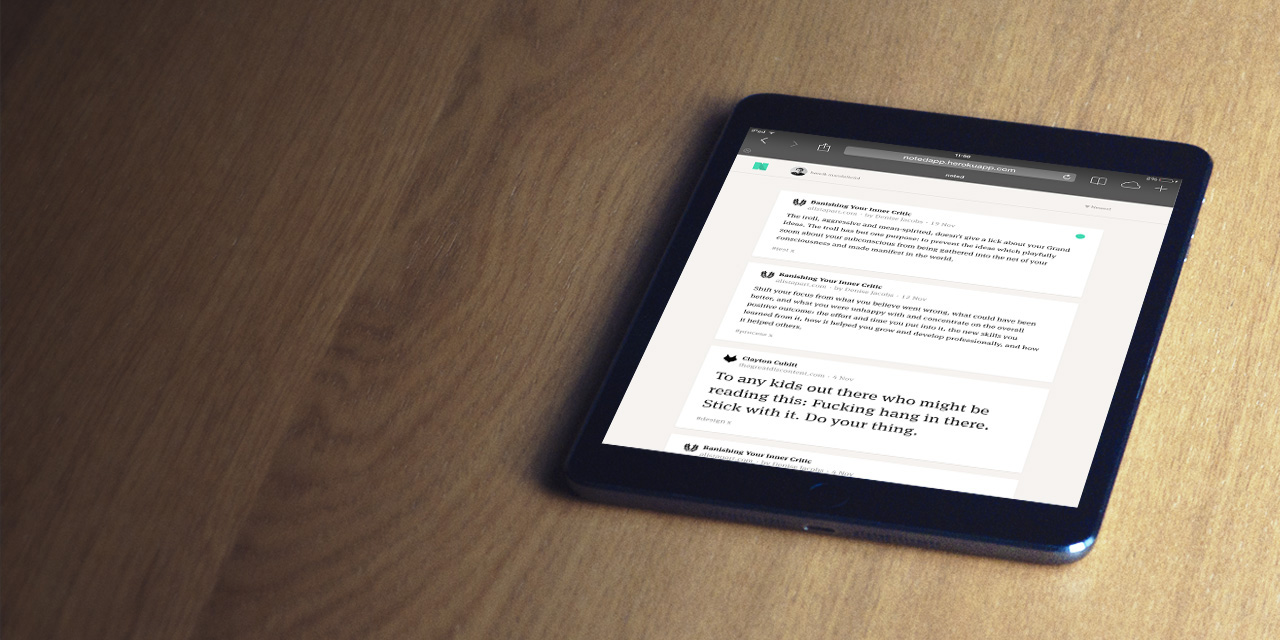 iPad
11:50
notedapp.herokuapp.com
noted
Newest
Banishing Your Inner Critic
alistapart.com · by Denise Jacobs · 19 Nov
The troll, aggressive and mean-spirited, doesn't give a lick about your Grand
Ideas. The troll has but one purpose: to prevent the ideas which playfully
zoom about your subconscious from being gathered into the net of your
consciousness and made manifest in the world.
Banishing Your Inner Critic
alistapart.com · by Denise Jacobs · 12 Nov
Shift your focus from what you believe went wrong, what could have been
better, and what you were unhappy with and concentrate on the overall
positive outcome: the effort and time you put into it, the new skills you
learned from it, how it helped you grow and develop professionally, and how
it helped others.
#process x
Clayton Cubitt
thegreatdiscontent.com · 8 Nov
To any kids out there who might be
reading this: Fucking hang in there.
Stick with it. Do your thing.
#design x
Banishing Your Inner Critic
alistapart.com · by Denise Jacobs · 6 Nov